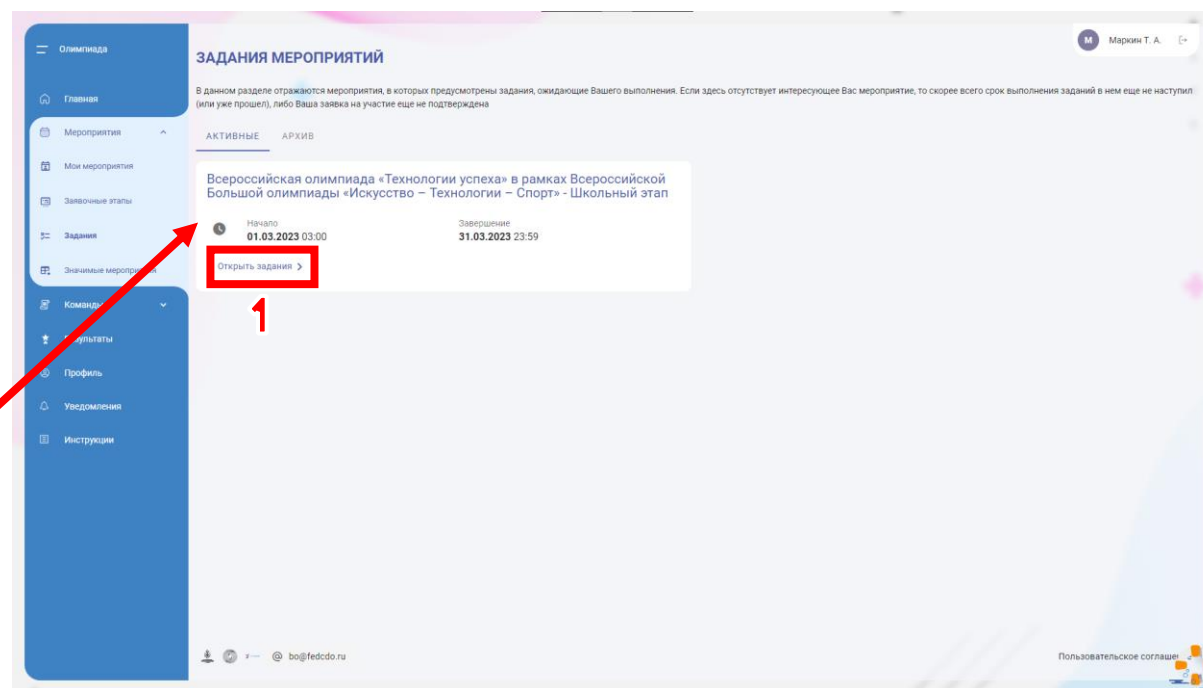 Олимпиада
Маркин Т. А.
М
ЗАДАНИЯ МЕРОПРИЯТИЙ
Главная
В данном разделе отражаются мероприятия, в которых предусмотрены задания, ожидающие Вашего выполнения. Если здесь отсутствует интересующее Вас мероприятие, то скорее всего срок выполнения заданий в нем еще не наступил
(или уже прошел), либо Ваша заявка на участие еще не подтверждена
Мероприятия
АКТИВНЫЕ АРХИВ
Мои мероприятия
Заявочные этапы
Задания
Значимые
Команды
Профиль
Уведомления
Инструкции
Всероссийская олимпиада «Технологии успеха» в рамках Всероссийской
Большой олимпиады «Искусство – Технологии – Спорт» - Школьный этап
Начало
01.03.2023 03:00
Завершение
31.03.2023 23:59
Открыть задания
1
@ bo@fedcdo.ru
Пользовательское